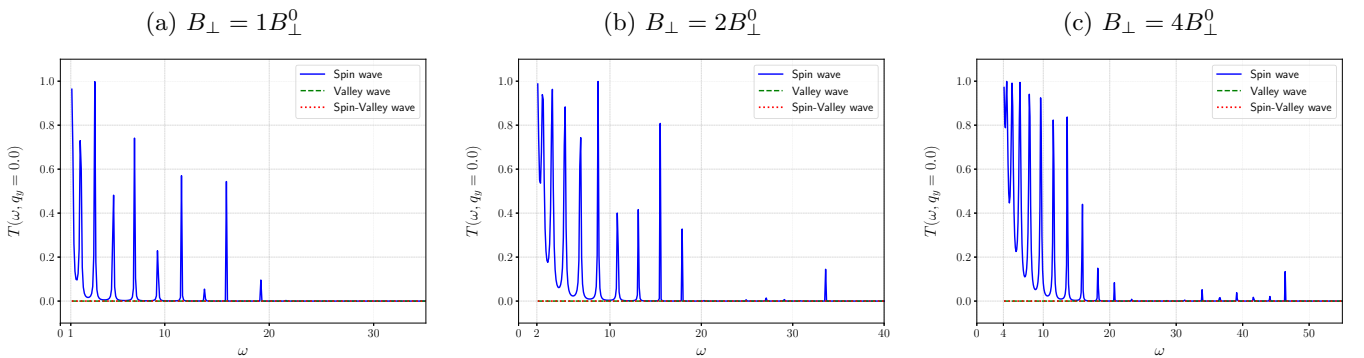 (a) B⊥ = 1B⊥⁰
(b) B⊥ = 2B⊥⁰
(c) B⊥ = 4B⊥⁰
T(ω, q_y = 0.0)
1.0
0.8
0.6
0.4
0.2
0.0
0 1 10 20 30
ω
Spin wave
Valley wave
Spin-Valley wave
T(ω, q_y = 0.0)
1.0
0.8
0.6
0.4
0.2
0.0
0 2 10 20 30 40
ω
Spin wave
Valley wave
Spin-Valley wave
T(ω, q_y = 0.0)
1.0
0.8
0.6
0.4
0.2
0.0
0 4 10 20 30 40 50
ω
Spin wave
Valley wave
Spin-Valley wave